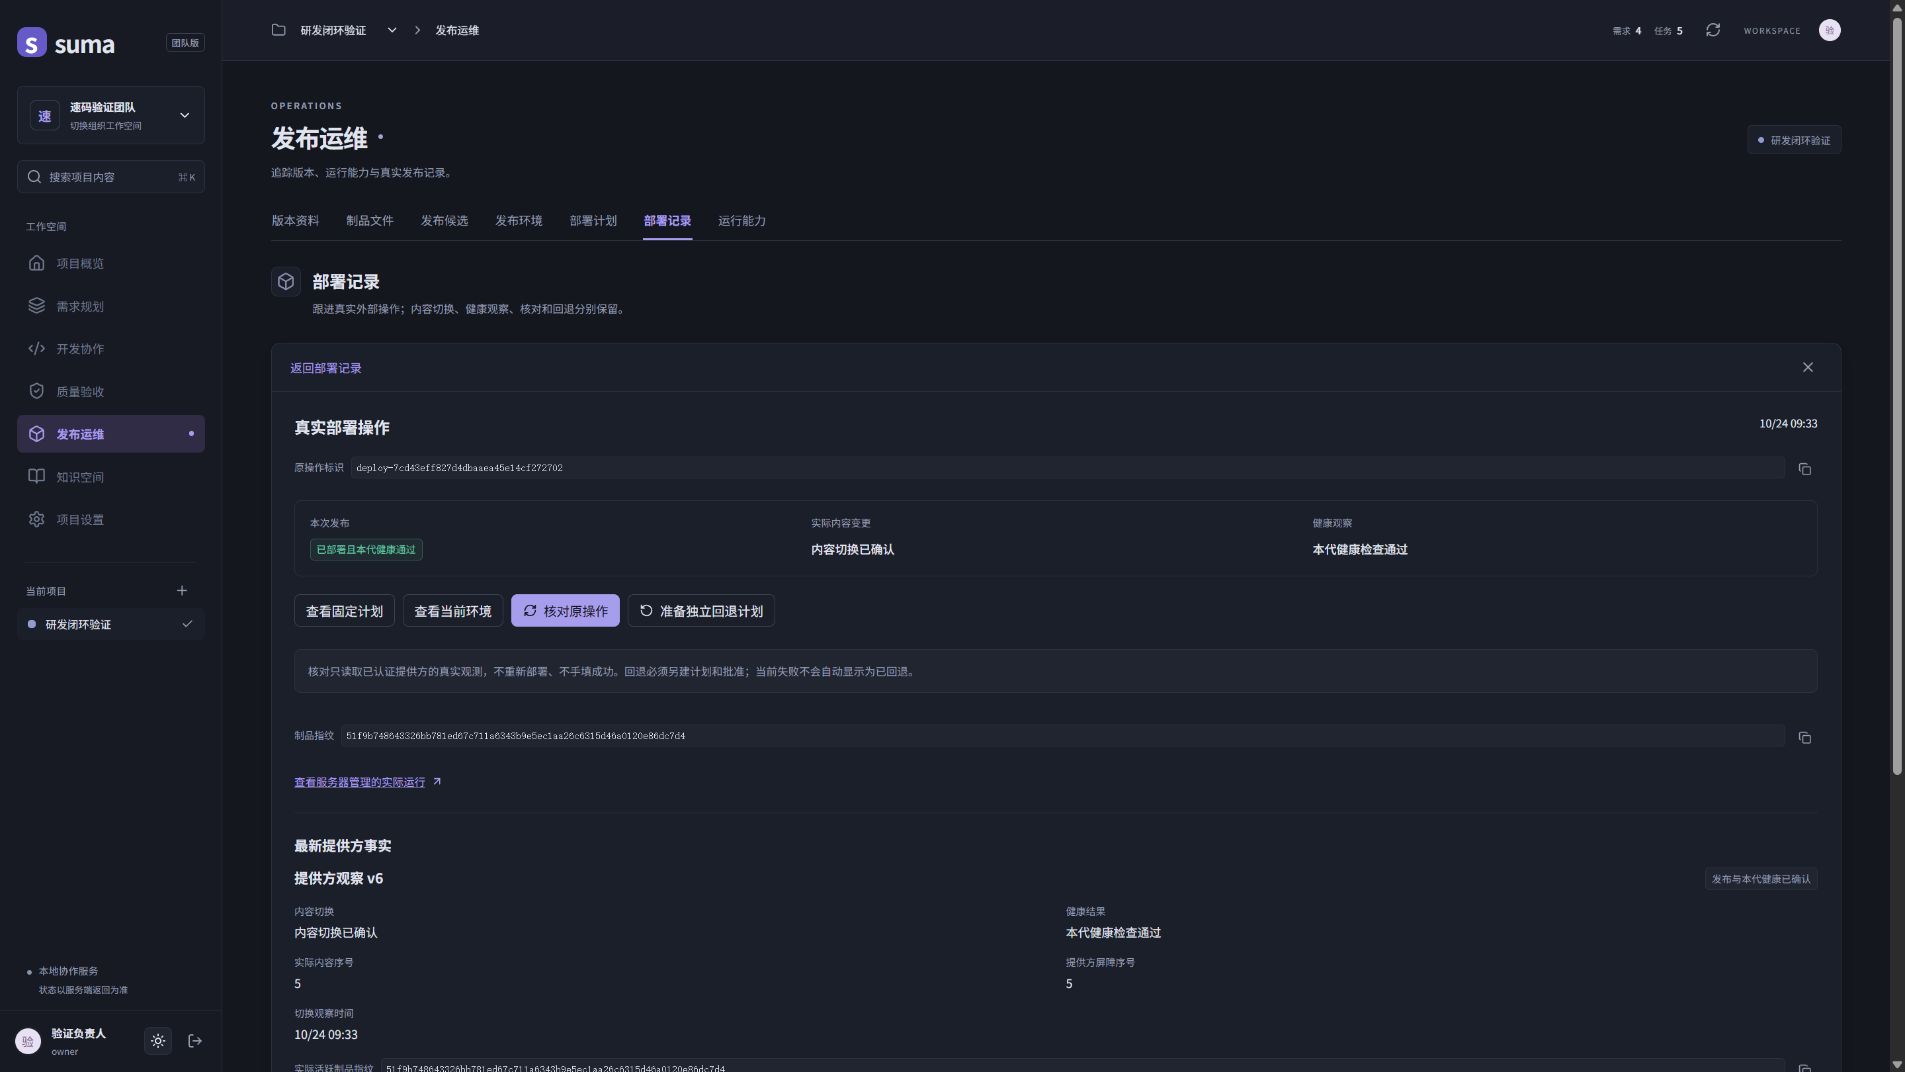 suma
团队版
速
速码验证团队
切换组织工作空间
搜索项目内容
⌘K
工作空间
项目概览
需求规划
开发协作
质量验收
发布运维
知识空间
项目设置
当前项目
研发闭环验证
本地协作服务
状态以服务端返回为准
验
验证负责人
owner
研发闭环验证
发布运维
需求 4
任务 5
WORKSPACE
验
OPERATIONS
发布运维
追踪版本、运行能力与真实发布记录。
研发闭环验证
版本资料
制品文件
发布候选
发布环境
部署计划
部署记录
运行能力
部署记录
跟进真实外部操作；内容切换、健康观察、核对和回退分别保留。
返回部署记录
真实部署操作
10/24 09:33
原操作标识
deploy-7cd43eff827d4dbaaea45e14cf272702
本次发布
已部署且本代健康通过
实际内容变更
内容切换已确认
健康观察
本代健康检查通过
查看固定计划
查看当前环境
核对原操作
准备独立回退计划
核对只读取已认证提供方的真实观测，不重新部署、不手填成功。回退必须另建计划和批准；当前失败不会自动显示为已回退。
制品指纹
51f9b748643326bb781ed67c711a6343b9e5ec1aa26c6315d46a0120e86dc7d4
查看服务器管理的实际运行
最新提供方事实
提供方观察 v6
发布与本代健康已确认
内容切换
内容切换已确认
健康结果
本代健康检查通过
实际内容序号
5
提供方屏障序号
5
切换观察时间
10/24 09:33
实际活跃制品指纹
51f9b748643326bb781ed67c711a6343b9e5ec1aa26c6315d46a0120e86dc7d4